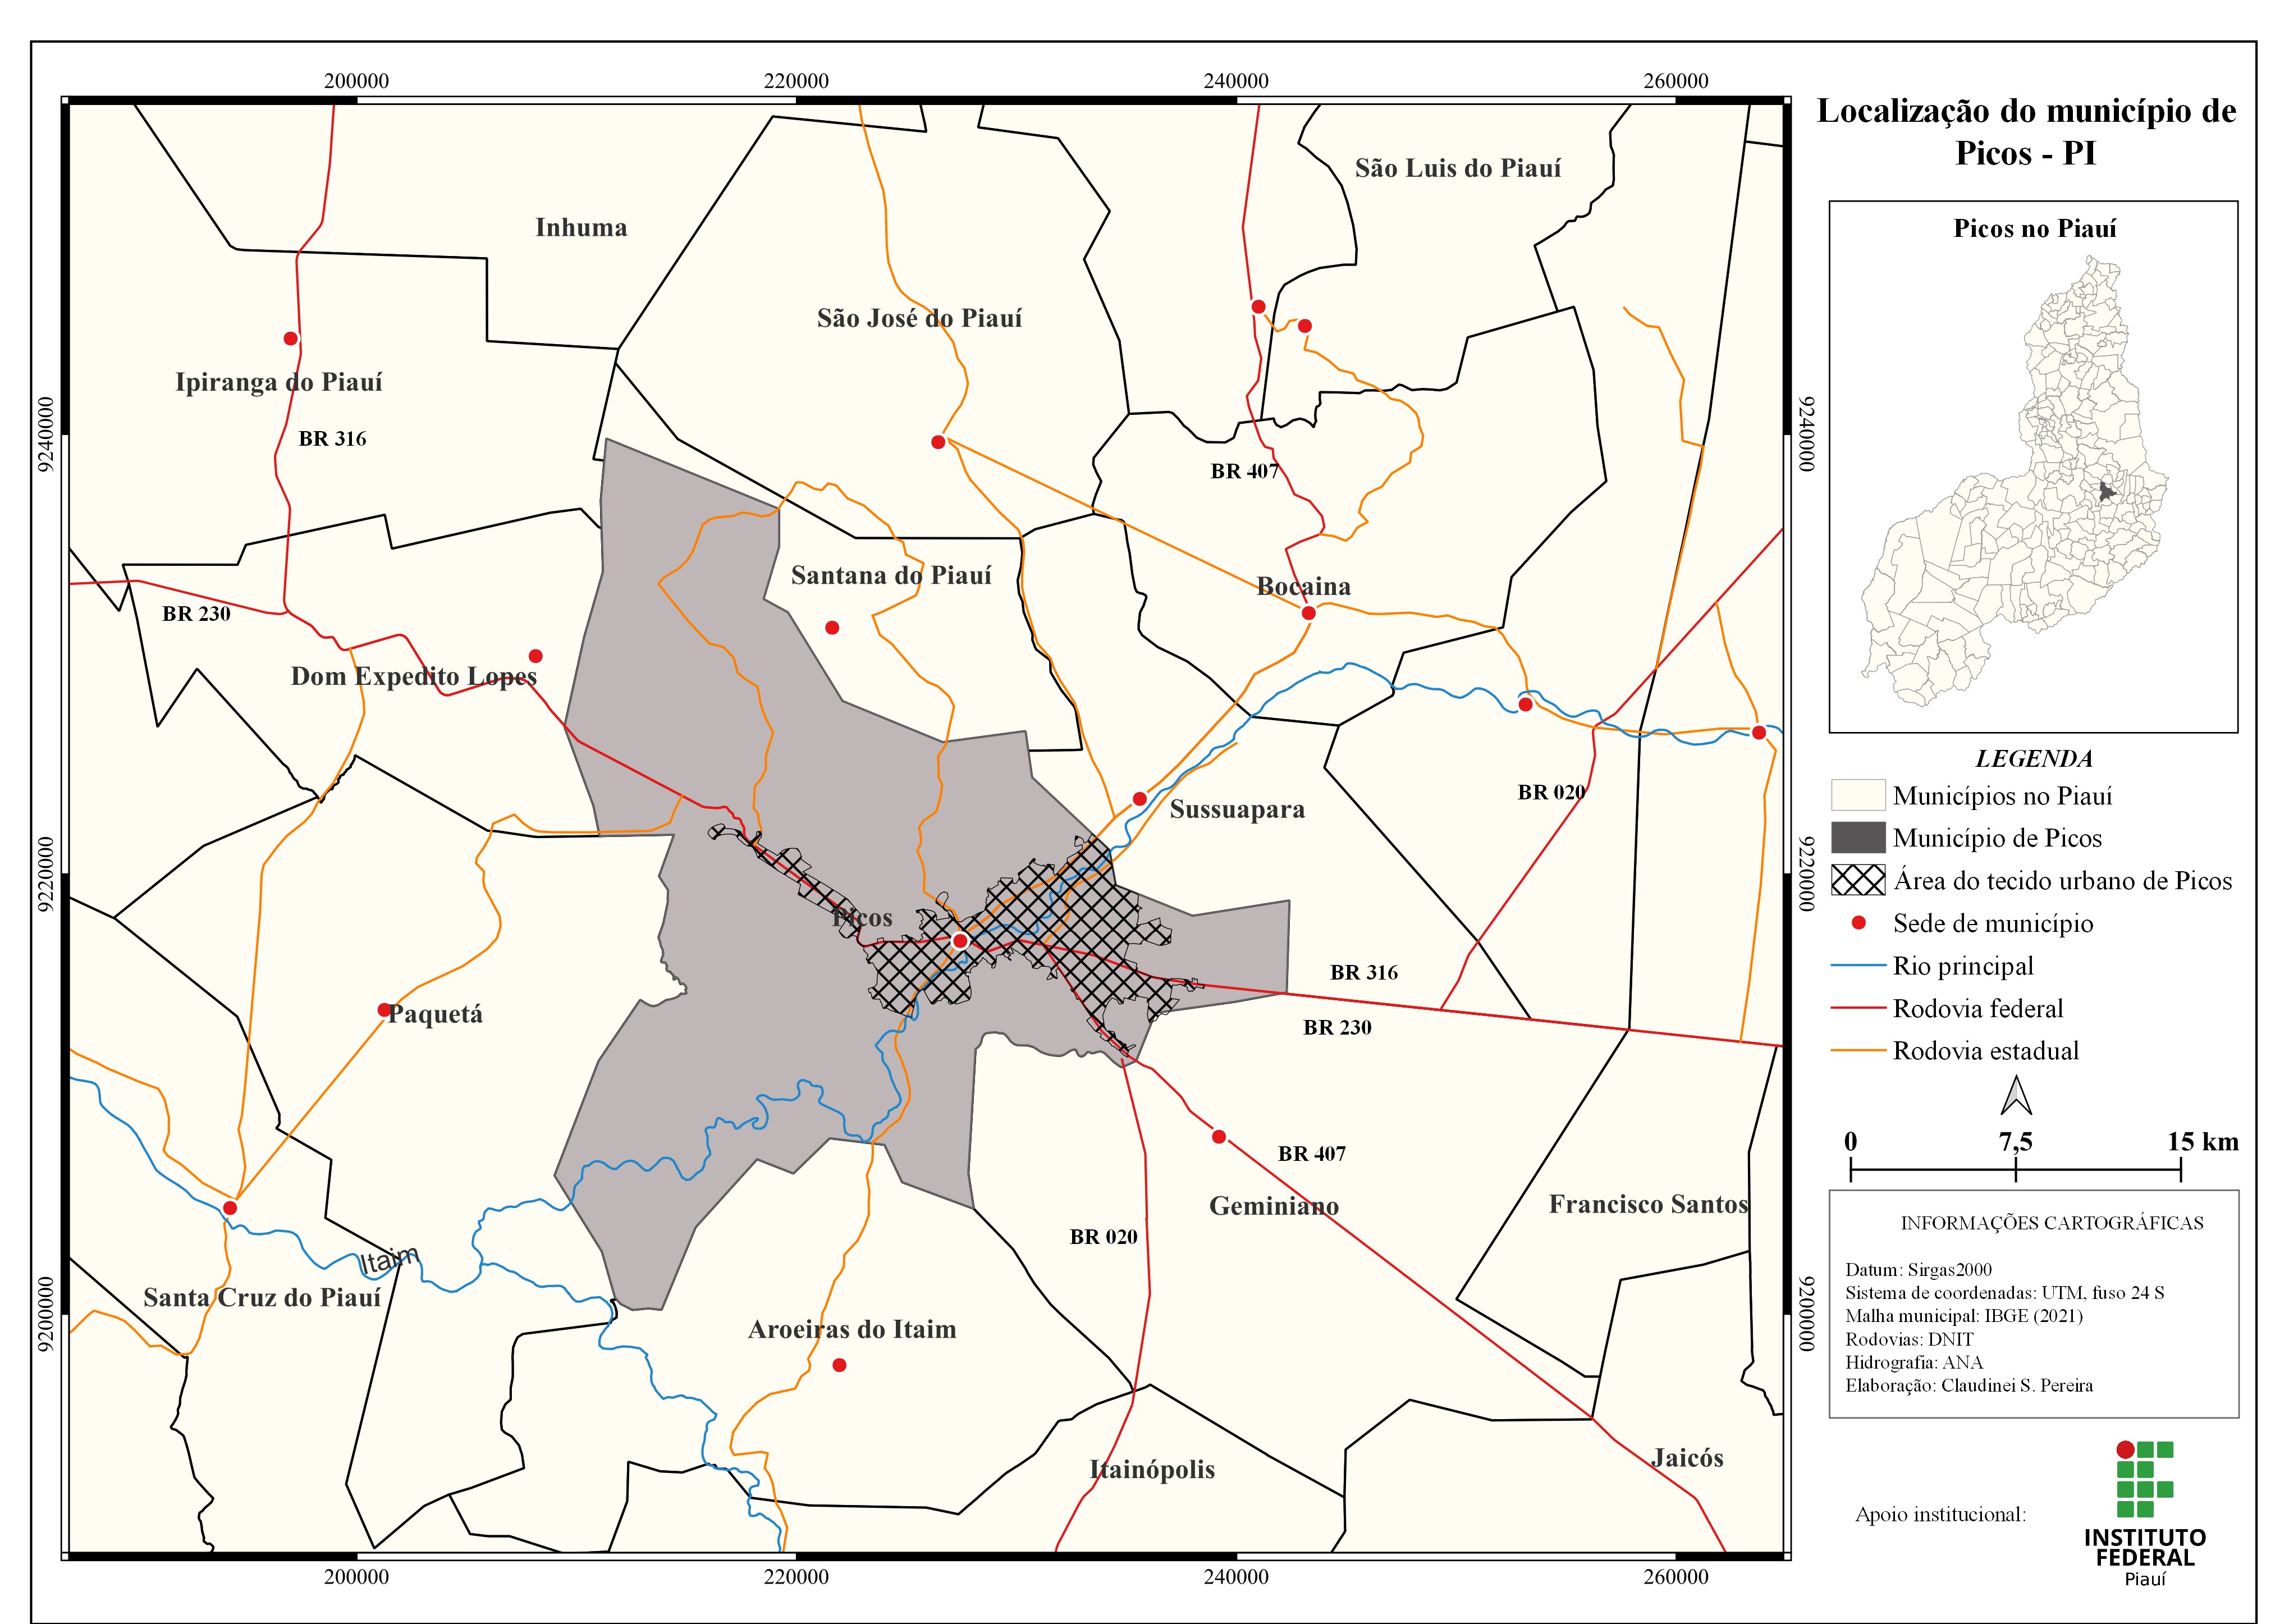 200000
220000
240000
260000
Localização do município de
Picos - PI
São Luis do Piauí
Inhuma
Picos no Piauí
São José do Piauí
Ipiranga do Piauí
9240000
9240000
BR 316
BR 407
Santana do Piauí
Bocaina
BR 230
Dom Expedito Lopes
LEGENDA
BR 020
Municípios no Piauí
Sussuapara
Município de Picos
9220000
9220000
Área do tecido urbano de Picos
Picos
Sede de município
BR 316
Rio principal
Paquetá
Rodovia federal
BR 230
Rodovia estadual
0
7,5
15 km
BR 407
Geminiano
Francisco Santos
INFORMAÇÕES CARTOGRÁFICAS
BR 020
Itaim
Datum: Sirgas2000
Sistema de coordenadas: UTM, fuso 24 S
Malha municipal: IBGE (2021)
Rodovias: DNIT
Hidrografia: ANA
Elaboração: Claudinei S. Pereira
Santa Cruz do Piauí
9200000
9200000
Aroeiras do Itaim
Jaicós
Itainópolis
Apoio institucional:
INSTITUTO
FEDERAL
Piauí
200000
220000
240000
260000